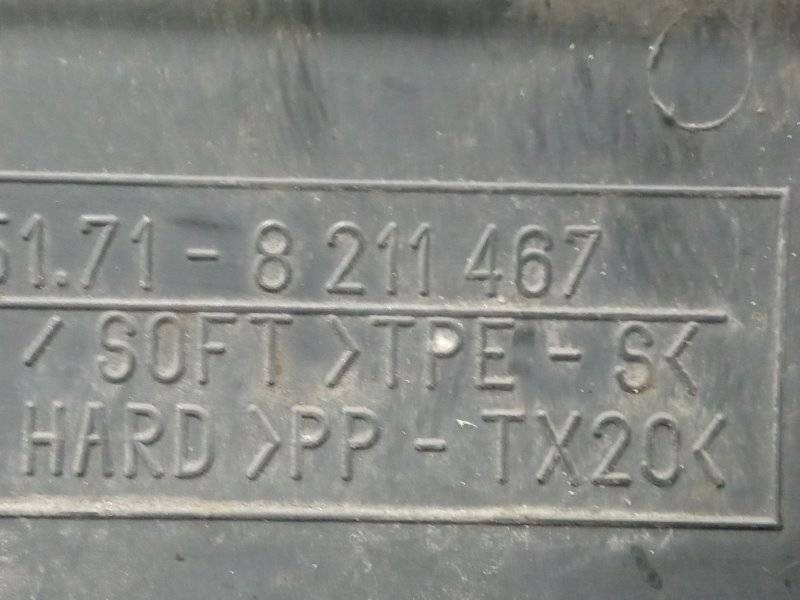 51.71-8 211 467
/ SOFT >TPE-S<
HARD >PP-TX20<